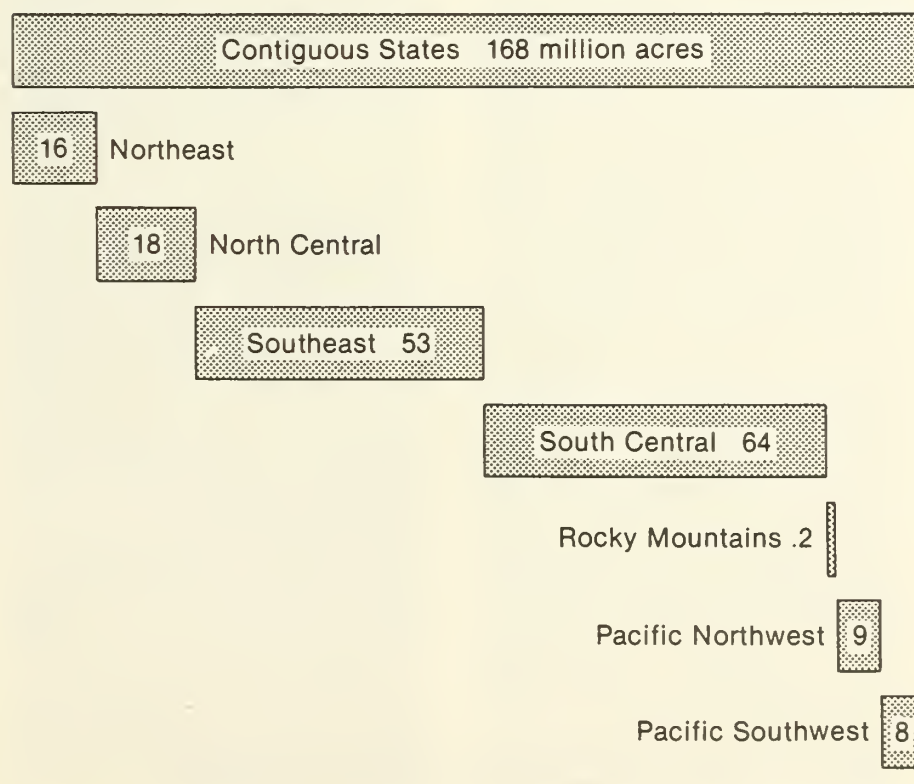 Contiguous States 168 million acres
16 Northeast
18 North Central
Southeast 53
South Central 64
Rocky Mountains .2
Pacific Northwest 9
Pacific Southwest 8